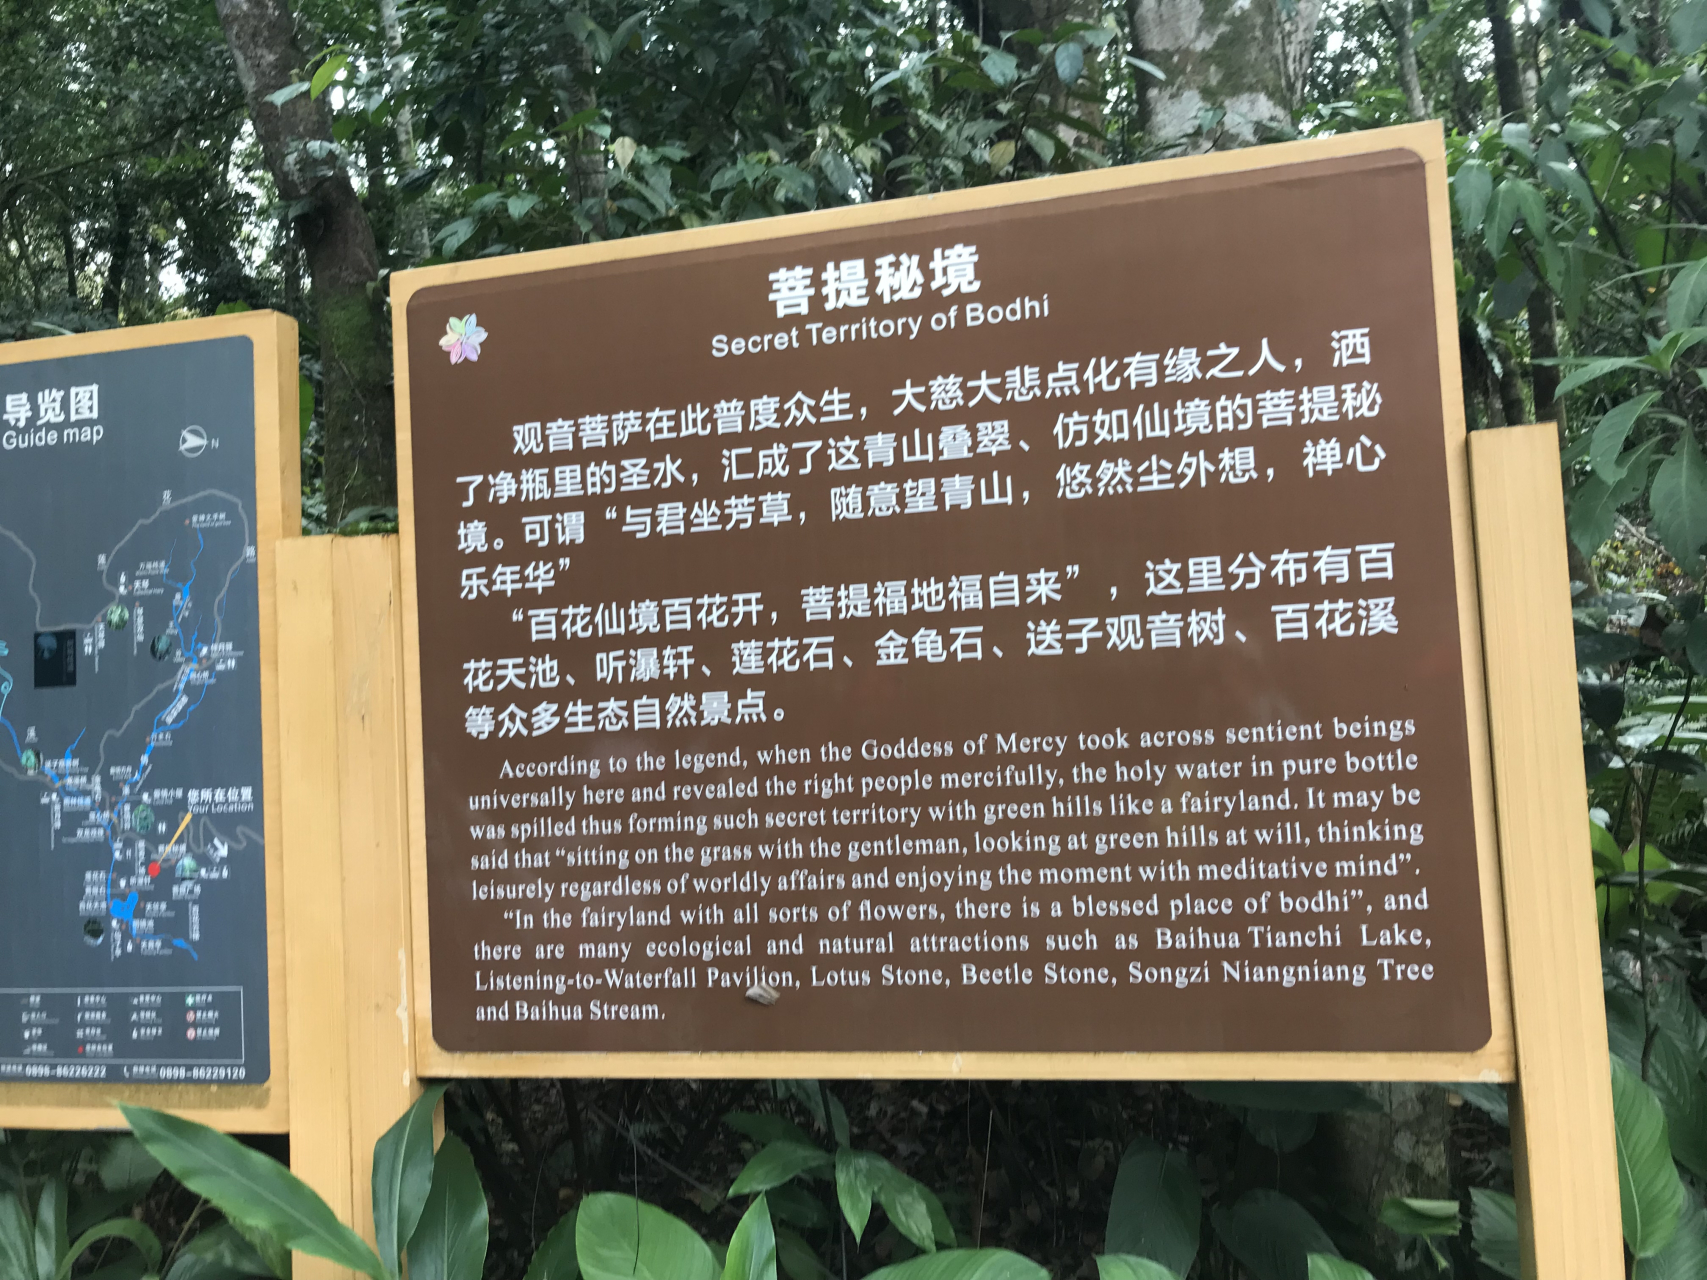 导览图
Guide map
N
您所在位置
Your Location
0898-86226222
0898-86229120
菩提秘境
Secret Territory of Bodhi
观音菩萨在此普度众生，大慈大悲点化有缘之人，洒
了净瓶里的圣水，汇成了这青山叠翠、仿如仙境的菩提秘
境。可谓“与君坐芳草，随意望青山，悠然尘外想，禅心
乐年华”
“百花仙境百花开，菩提福地福自来”，这里分布有百
花天池、听瀑轩、莲花石、金龟石、送子观音树、百花溪
等众多生态自然景点。
According to the legend, when the Goddess of Mercy took across sentient beings
universally here and revealed the right people mercifully, the holy water in pure bottle
was spilled thus forming such secret territory with green hills like a fairyland. It may be
said that “sitting on the grass with the gentleman, looking at green hills at will, thinking
leisurely regardless of worldly affairs and enjoying the moment with meditative mind”.
“In the fairyland with all sorts of flowers, there is a blessed place of bodhi”, and
there are many ecological and natural attractions such as Baihua Tianchi Lake,
Listening-to-Waterfall Pavilion, Lotus Stone, Beetle Stone, Songzi Niangniang Tree
and Baihua Stream.